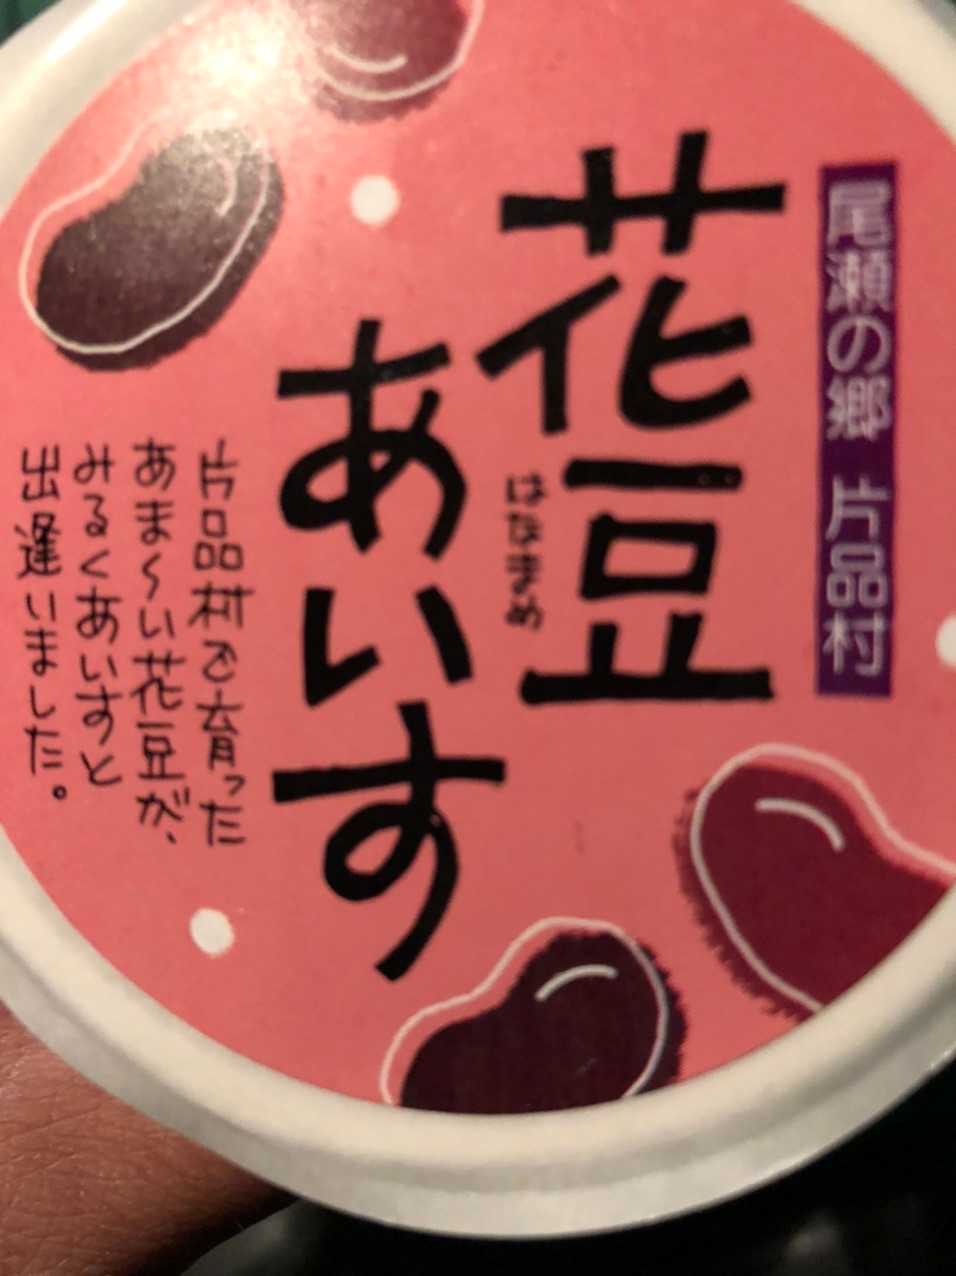 尾瀬の郷 片品村
花豆
はなまめ
あいす
片品村で育った
あま〜い花豆が、
みるくあいすと
出逢いました。